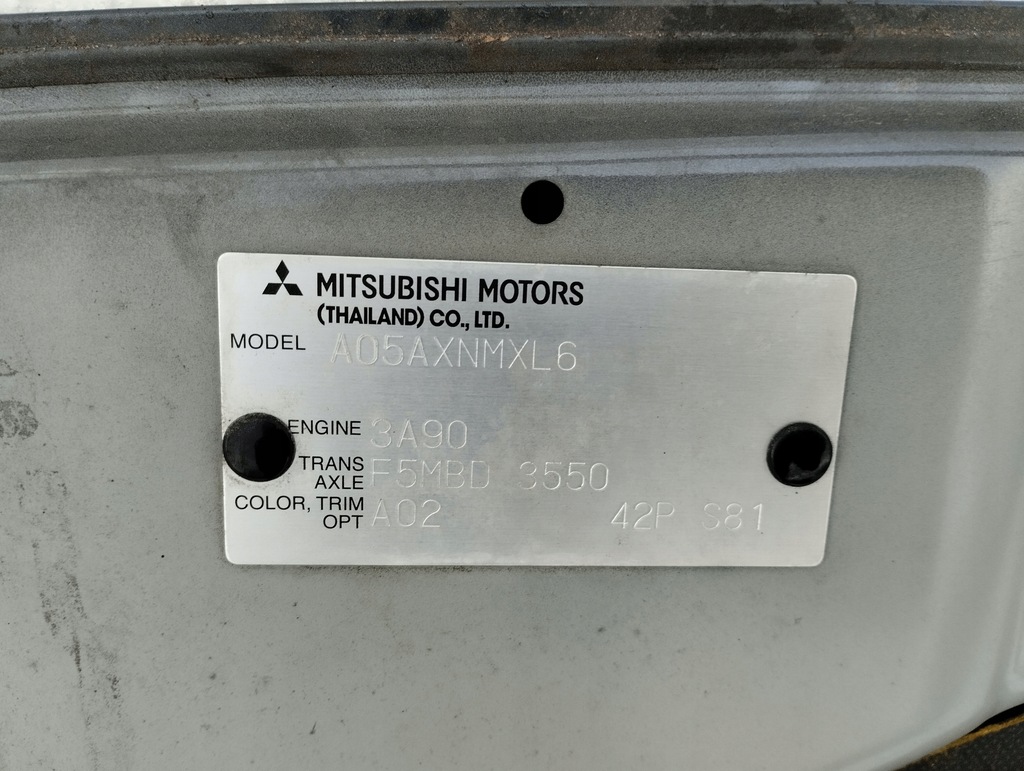 MITSUBISHI MOTORS
(THAILAND) CO., LTD.
MODEL A05AXNMXL6
ENGINE 3A90
TRANS AXLE F5MBD 3550
COLOR, TRIM OPT A02 42P S81